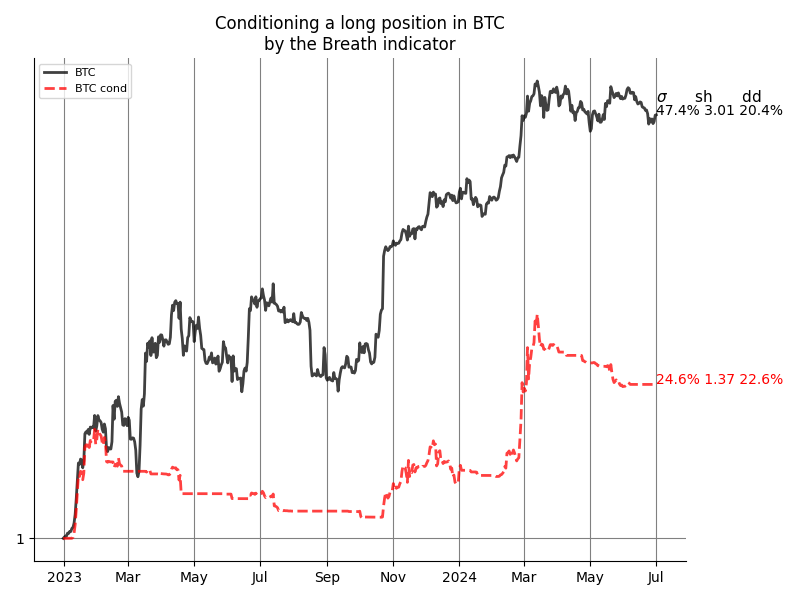 Conditioning a long position in BTC
by the Breath indicator
BTC
BTC cond
σ sh dd
47.4% 3.01 20.4%
24.6% 1.37 22.6%
1
2023 Mar May Jul Sep Nov 2024 Mar May Jul